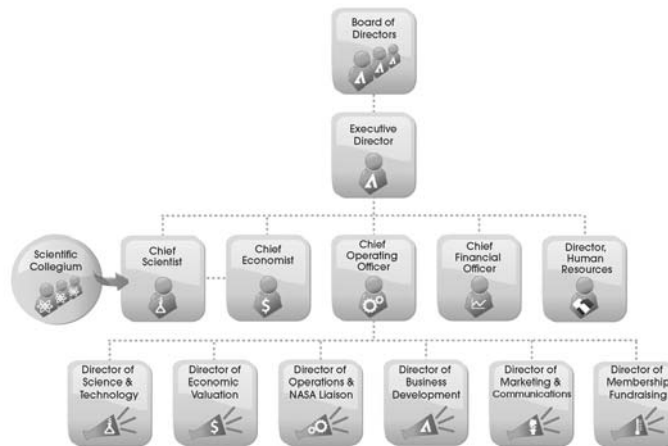 Board of
Directors
Executive
Director
Scientific
Collegium
Chief
Scientist
Chief
Economist
$
Chief
Operating
Officer
Chief
Financial
Officer
Director,
Human
Resources
Director of
Science &
Technology
Director of
Economic
Valuation
$
Director of
Operations &
NASA Liaison
Director of
Business
Development
Director of
Marketing &
Communications
Director of
Membership
Fundraising